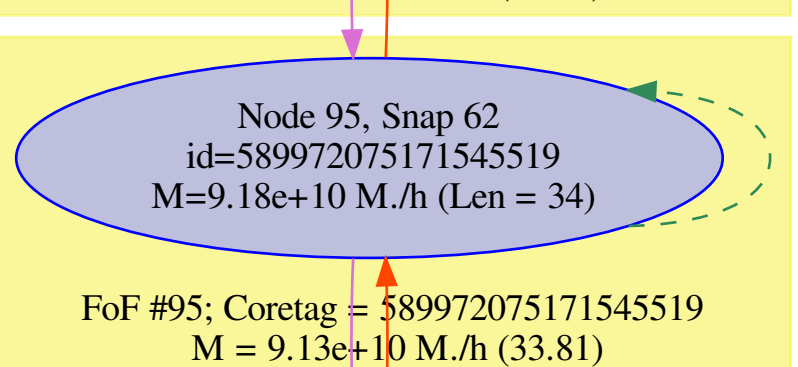 Node 95, Snap 62
id=589972075171545519
M=9.18e+10 M./h (Len = 34)
FoF #95; Coretag = 589972075171545519
M = 9.13e+10 M./h (33.81)